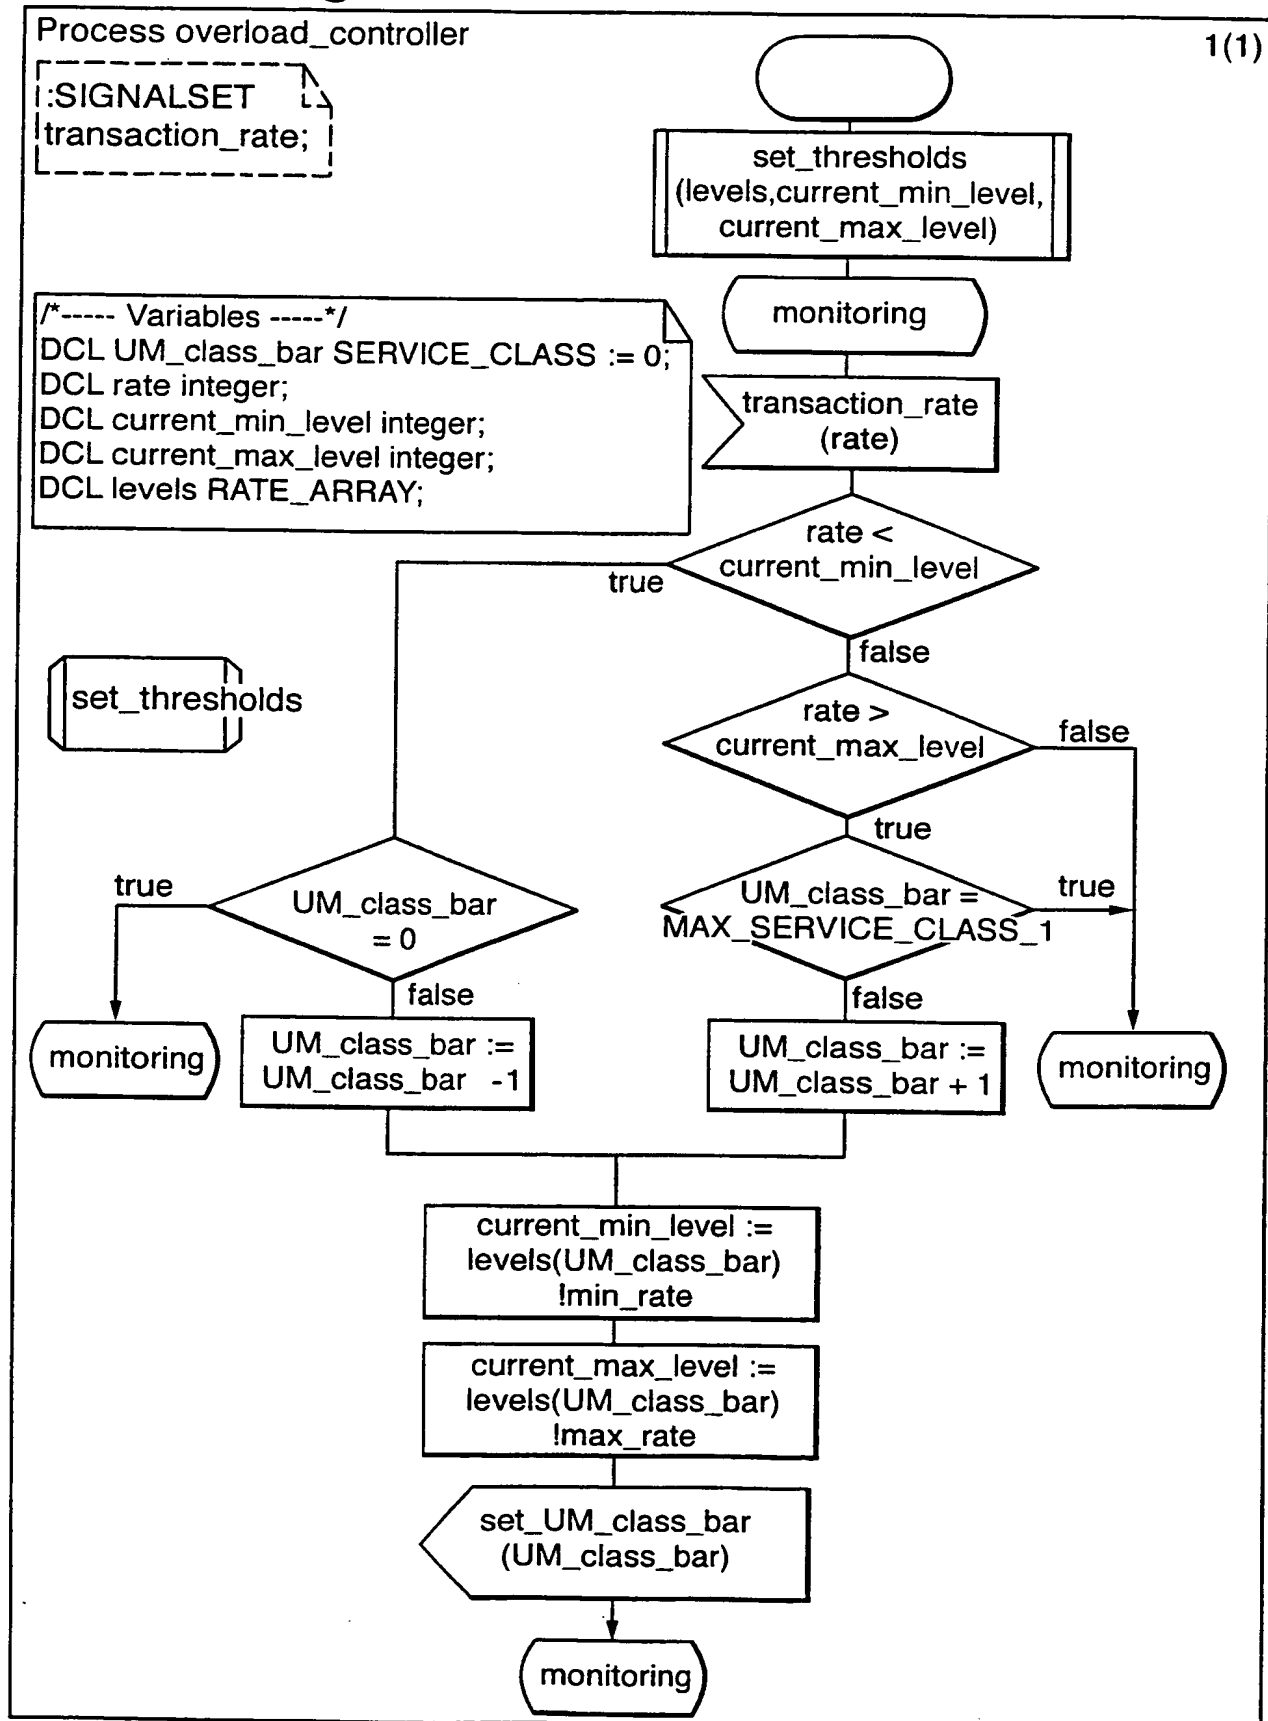 Process overload_controller
1(1)
:SIGNALSET
transaction_rate;
set_thresholds
(levels,current_min_level,
current_max_level)
monitoring
/*----- Variables -----*/
DCL UM_class_bar SERVICE_CLASS := 0;
DCL rate integer;
DCL current_min_level integer;
DCL current_max_level integer;
DCL levels RATE_ARRAY;
transaction_rate
(rate)
rate <
current_min_level
true
false
set_thresholds
rate >
current_max_level
false
true
true
UM_class_bar
= 0
UM_class_bar =
MAX_SERVICE_CLASS_1
true
false
false
monitoring
UM_class_bar :=
UM_class_bar -1
UM_class_bar :=
UM_class_bar + 1
monitoring
current_min_level :=
levels(UM_class_bar)
!min_rate
current_max_level :=
levels(UM_class_bar)
!max_rate
set_UM_class_bar
(UM_class_bar)
monitoring